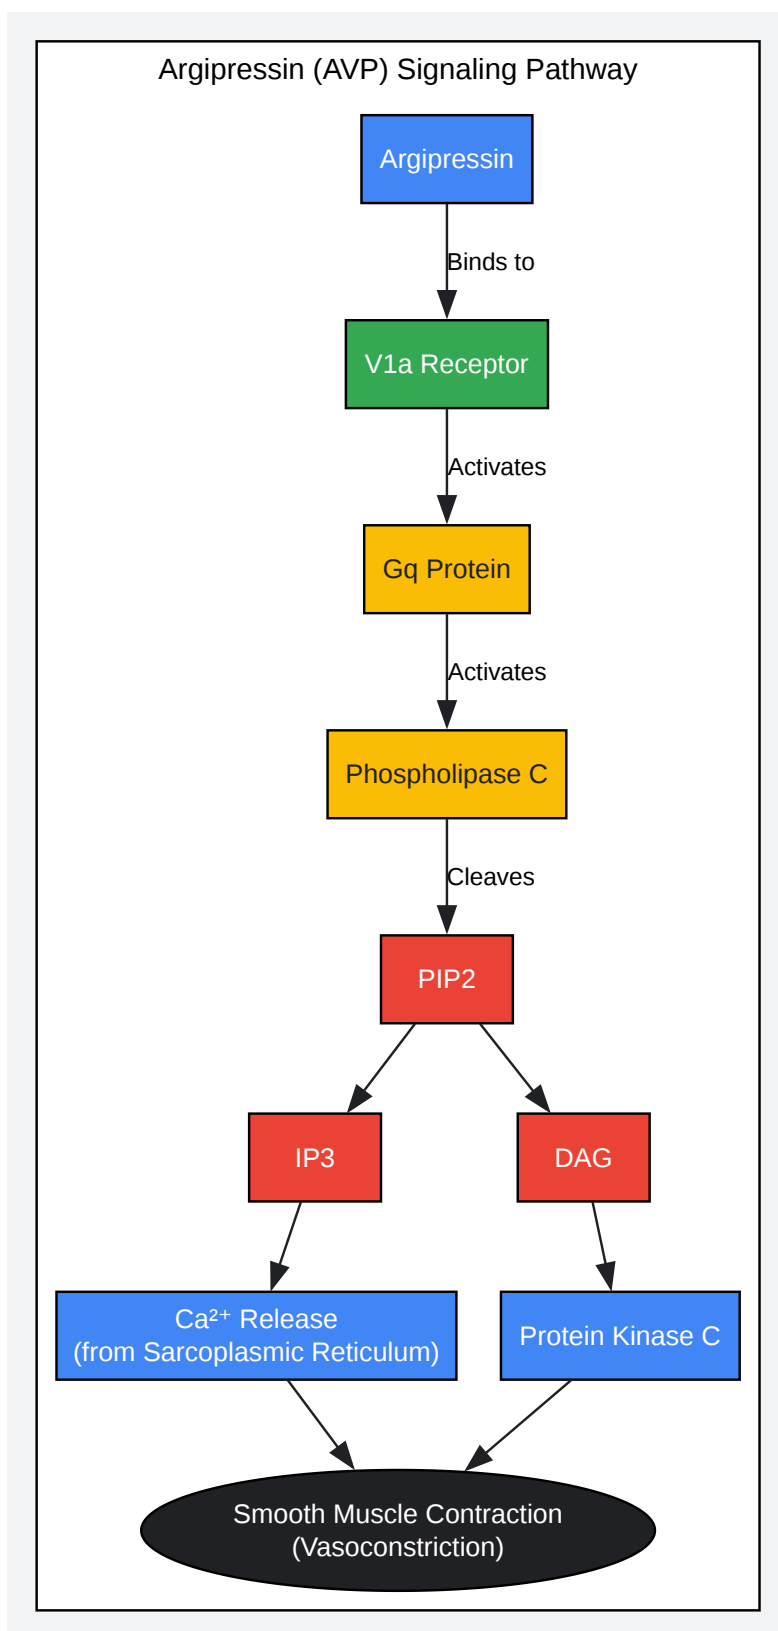 Argipressin (AVP) Signaling Pathway
Argipressin
Binds to
V1a Receptor
Activates
Gq Protein
Activates
Phospholipase C
Cleaves
PIP2
IP3
DAG
Ca²⁺ Release
(from Sarcoplasmic Reticulum)
Protein Kinase C
Smooth Muscle Contraction
(Vasoconstriction)